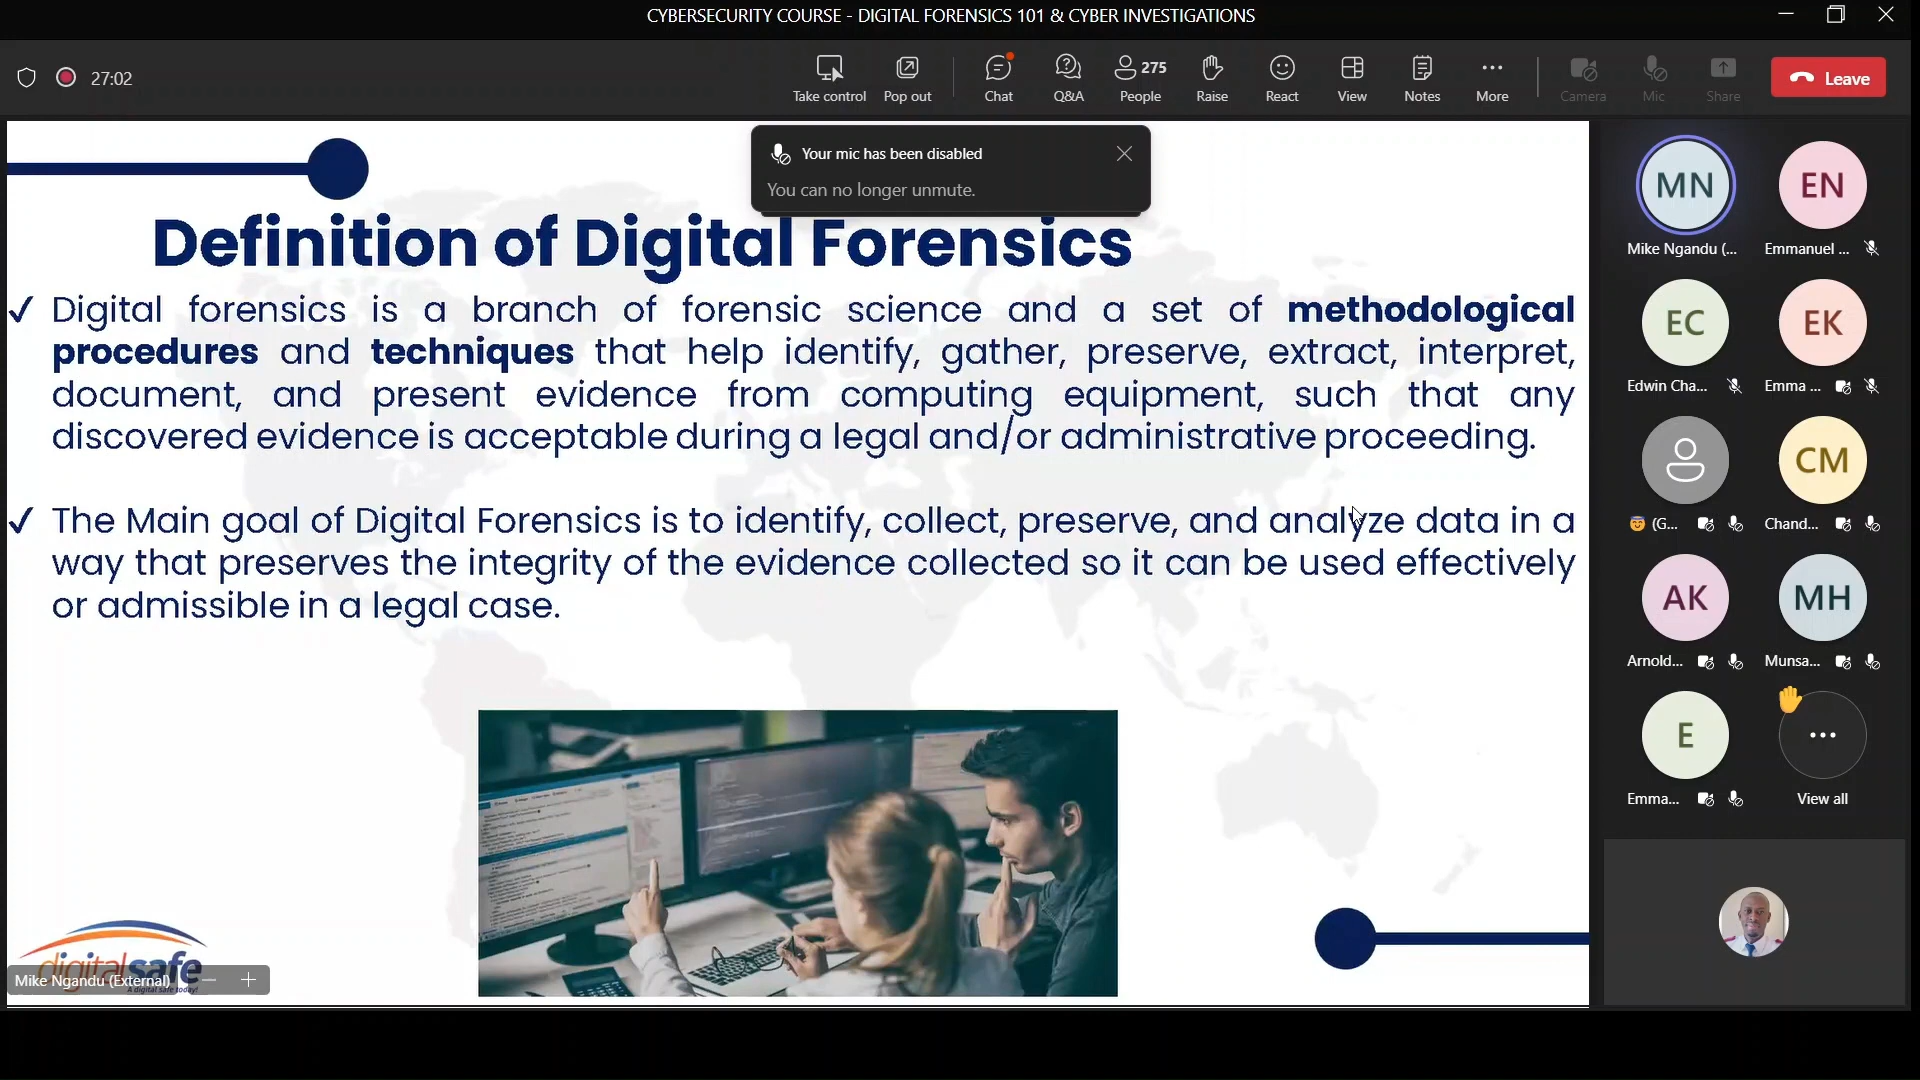 CYBERSECURITY COURSE - DIGITAL FORENSICS 101 & CYBER INVESTIGATIONS
27:02
Take control
Pop out
Chat
Q&A
275
People
Raise
React
View
Notes
More
Camera
Mic
Share
Leave
Your mic has been disabled
You can no longer unmute.
Definition of Digital Forensics
✓ Digital forensics is a branch of forensic science and a set of methodological
procedures and techniques that help identify, gather, preserve, extract, interpret,
document, and present evidence from computing equipment, such that any
discovered evidence is acceptable during a legal and/or administrative proceeding.
✓ The Main goal of Digital Forensics is to identify, collect, preserve, and analyze data in a
way that preserves the integrity of the evidence collected so it can be used effectively
or admissible in a legal case.
digitalsafe
A digital safe today!
Mike Ngandu (External)
MN
Mike Ngandu (...
EN
Emmanuel ...
EC
Edwin Cha...
EK
Emma ...
(G...
CM
Chand...
AK
Arnold...
MH
Munsa...
E
Emma...
View all